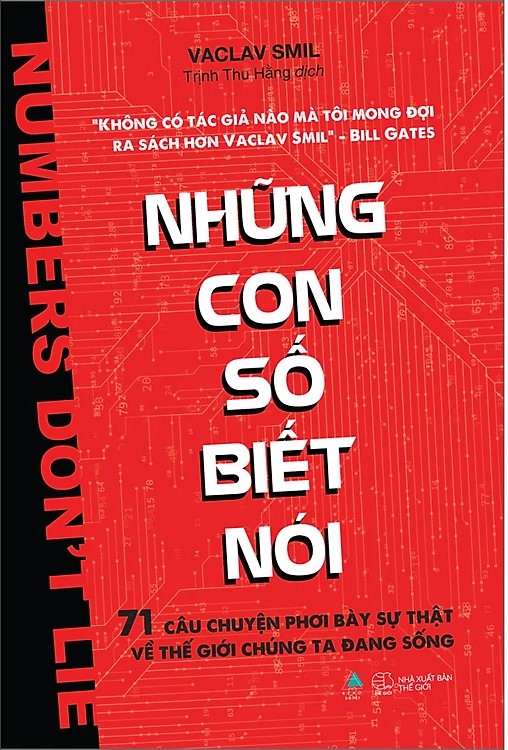 VACLAV SMIL
Trịnh Thu Hằng dịch
"KHÔNG CÓ TÁC GIẢ NÀO MÀ TÔI MONG ĐỢI
RA SÁCH HƠN VACLAV SMIL" – BILL GATES
NUMBERS DON'T LIE
NHỮNG
CON
SỐ
BIẾT
NÓI
71 CÂU CHUYỆN PHƠI BÀY SỰ THẬT
VỀ THẾ GIỚI CHÚNG TA ĐANG SỐNG
NHÀ XUẤT BẢN
THẾ GIỚI